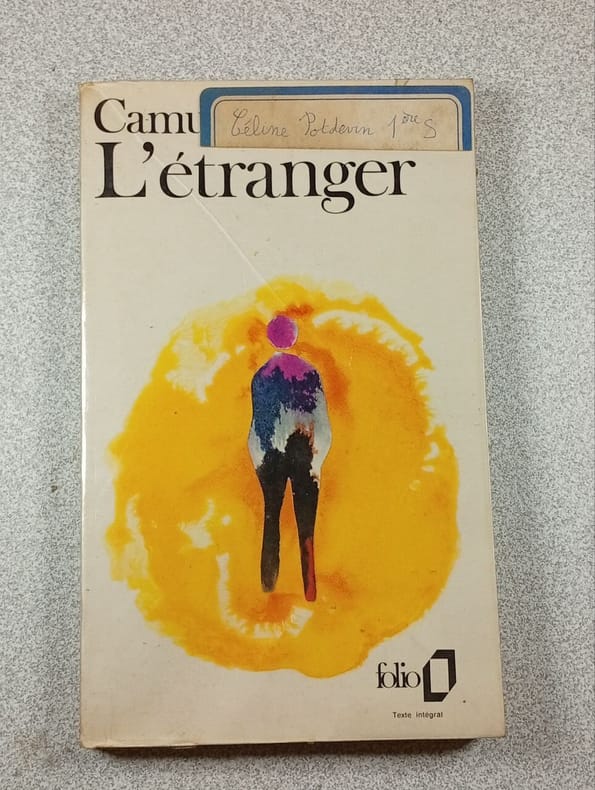 Camu
Céline Potdevin 1ère S
L'étranger
folio
Texte intégral